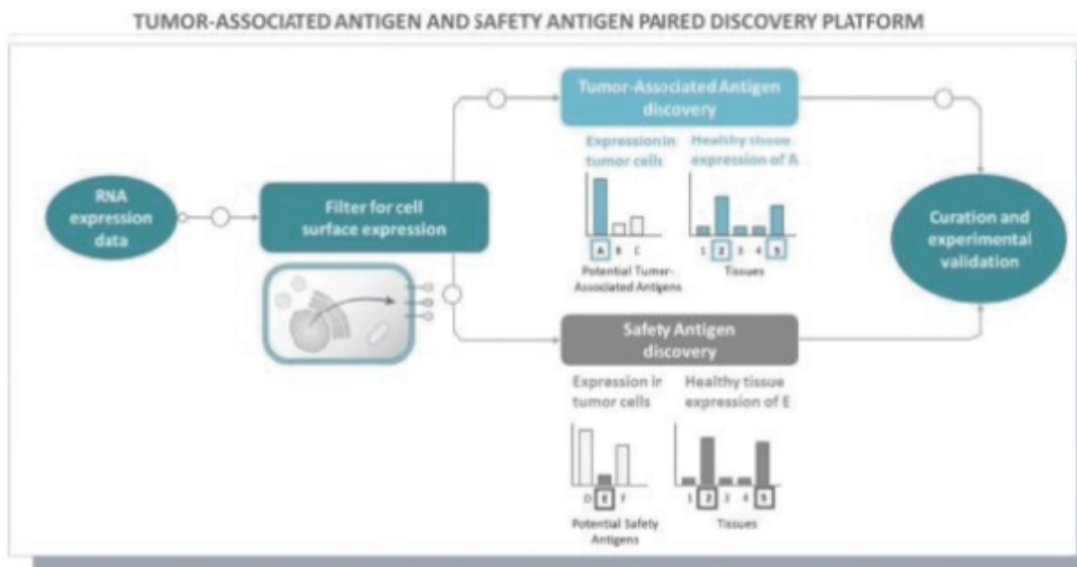 TUMOR-ASSOCIATED ANTIGEN AND SAFETY ANTIGEN PAIRED DISCOVERY PLATFORM
RNA
expression
data
Filter for cell
surface expression
Tumor-Associated Antigen
discovery
Expression in
tumor cells
A B C
Potential Tumor-
Associated Antigens
Healthy tissue
expression of A
1 2 3 4 5
Tissues
Safety Antigen
discovery
Expression in
tumor cells
D E F
Potential Safety
Antigens
Healthy tissue
expression of E
1 2 3 4 5
Tissues
Curation and
experimental
validation